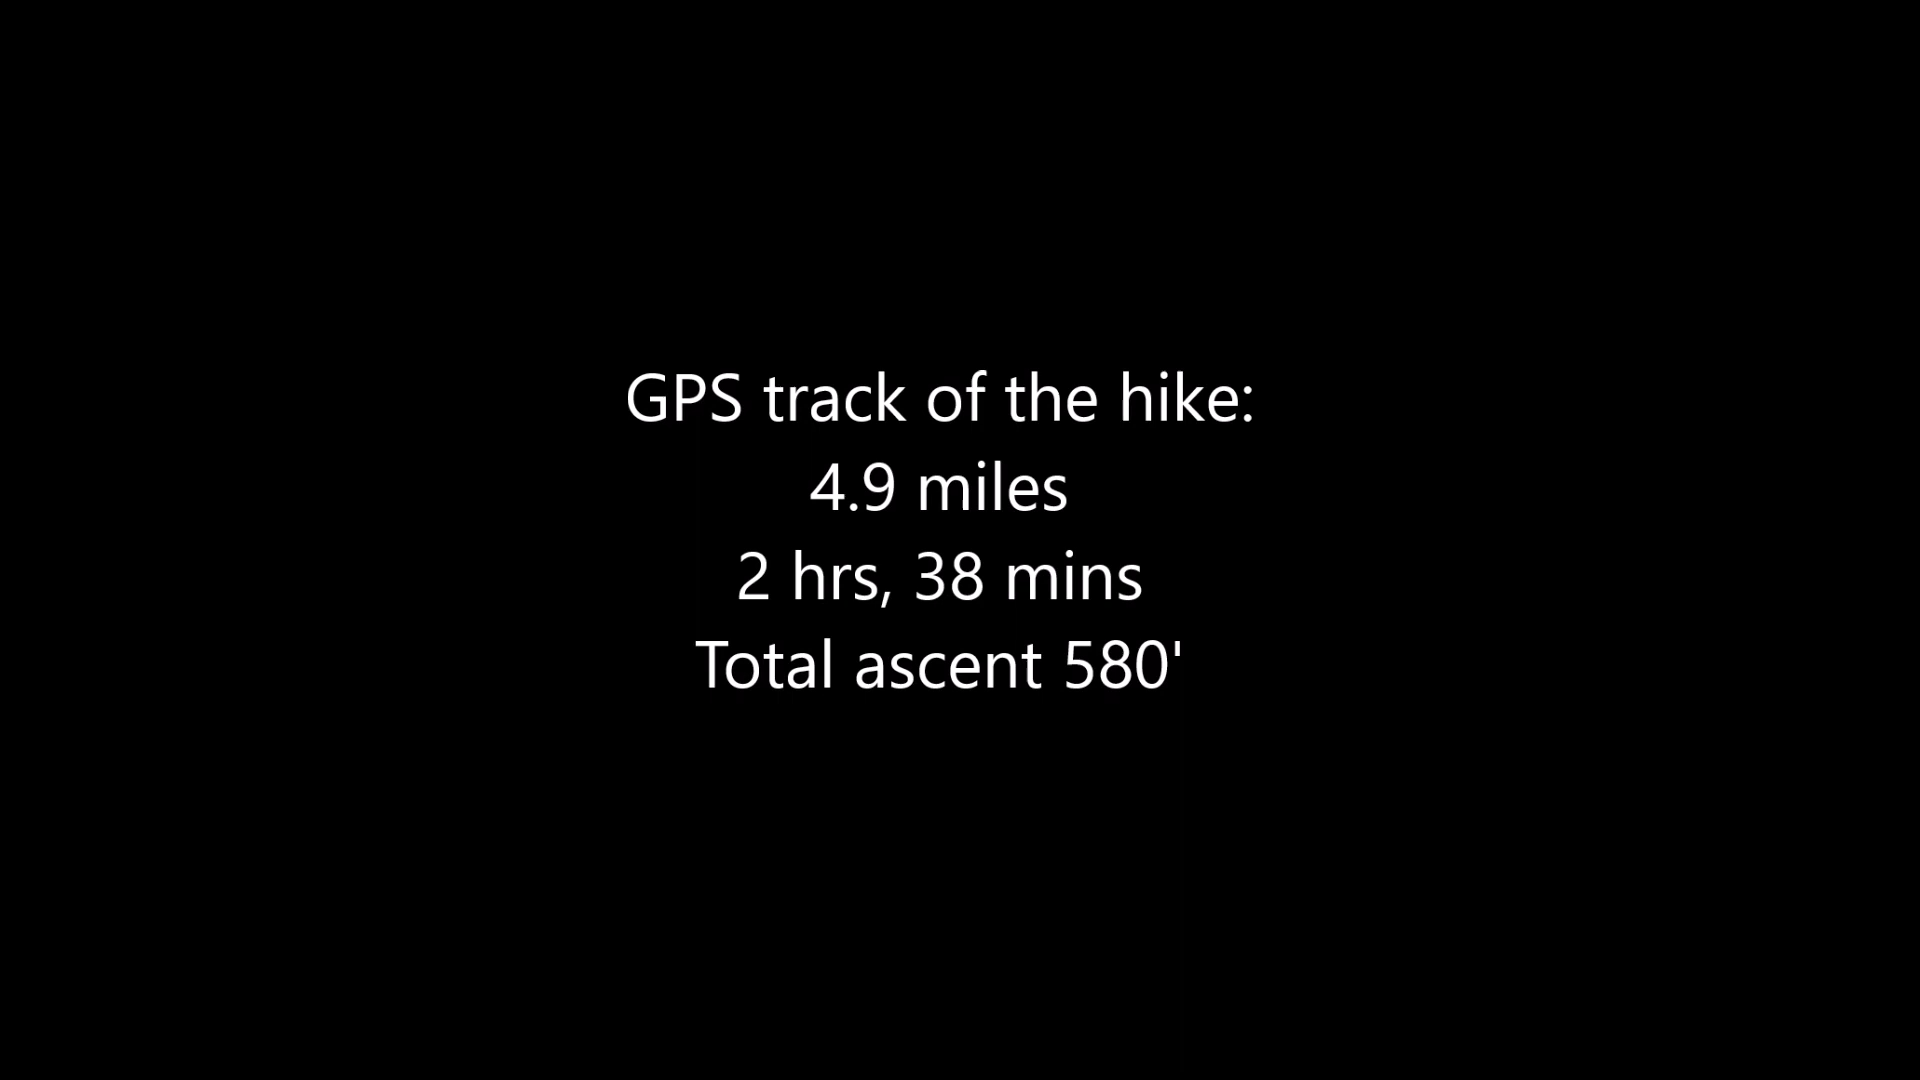 GPS track of the hike:
4.9 miles
2 hrs, 38 mins
Total ascent 580'